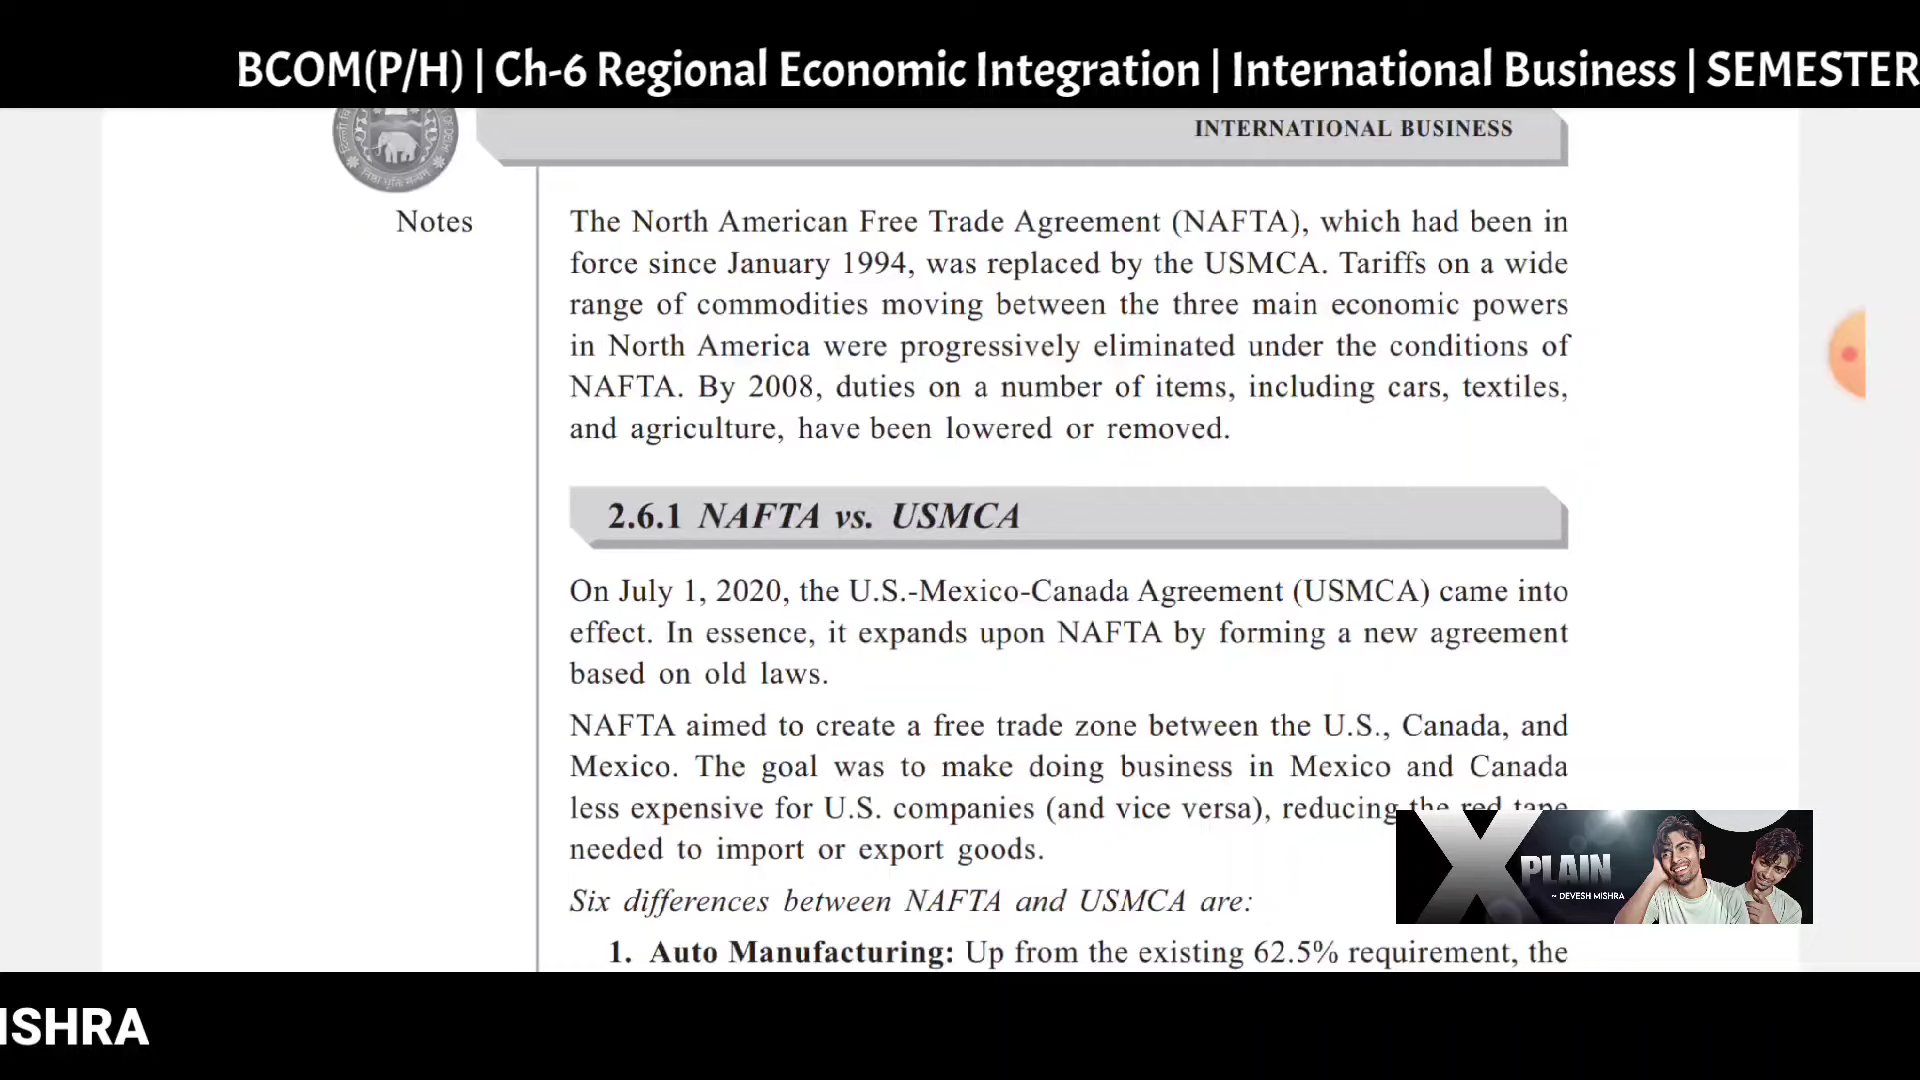 BCOM(P/H) | Ch-6 Regional Economic Integration | International Business | SEMESTER
INTERNATIONAL BUSINESS
Notes
The North American Free Trade Agreement (NAFTA), which had been in
force since January 1994, was replaced by the USMCA. Tariffs on a wide
range of commodities moving between the three main economic powers
in North America were progressively eliminated under the conditions of
NAFTA. By 2008, duties on a number of items, including cars, textiles,
and agriculture, have been lowered or removed.
2.6.1 NAFTA vs. USMCA
On July 1, 2020, the U.S.-Mexico-Canada Agreement (USMCA) came into
effect. In essence, it expands upon NAFTA by forming a new agreement
based on old laws.
NAFTA aimed to create a free trade zone between the U.S., Canada, and
Mexico. The goal was to make doing business in Mexico and Canada
less expensive for U.S. companies (and vice versa), reducing the red tape
needed to import or export goods.
Six differences between NAFTA and USMCA are:
1. Auto Manufacturing: Up from the existing 62.5% requirement, the
XPLAIN
~ DEVESH MISHRA
ISHRA